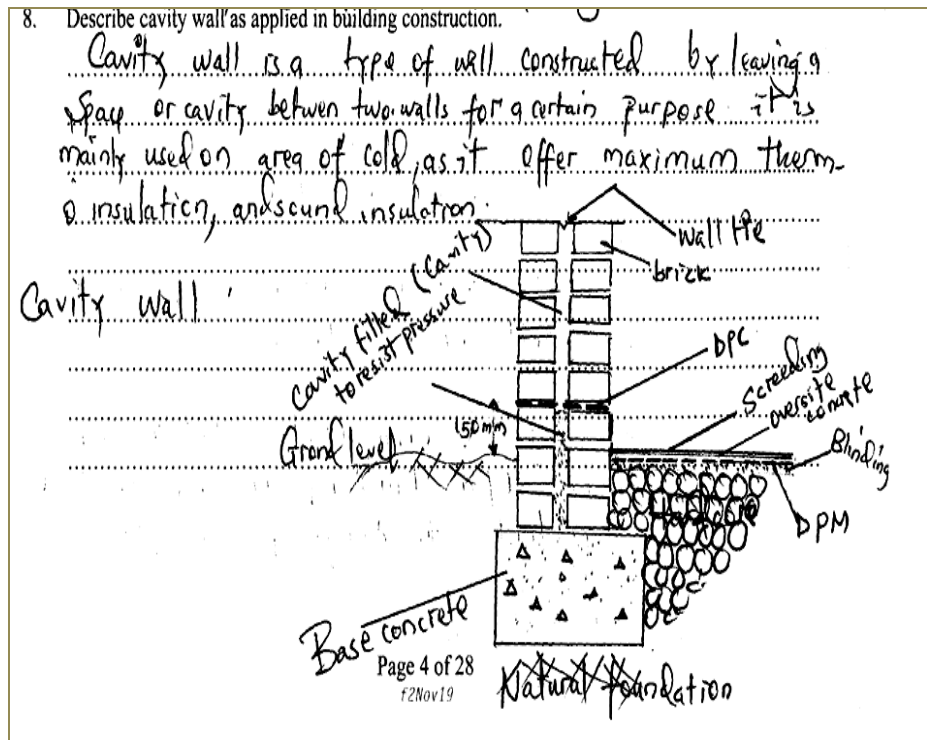 8. Describe cavity wall as applied in building construction.
Cavity wall is a type of wall constructed by leaving a
Space or cavity betwen two walls for a certain purpose it is
mainly used on area of cold, as it offer maximum therm-
o insulation, and sound insulation.
Wall tie
brick
Cavity wall
(Cavity)
Cavity filled
to resist pressure
DPC
Screeding
oversite
concrete
150mm
Ground level
Blinding
Hardcore
DPM
Base concrete
Page 4 of 28
f2Nov19
Natural foundation